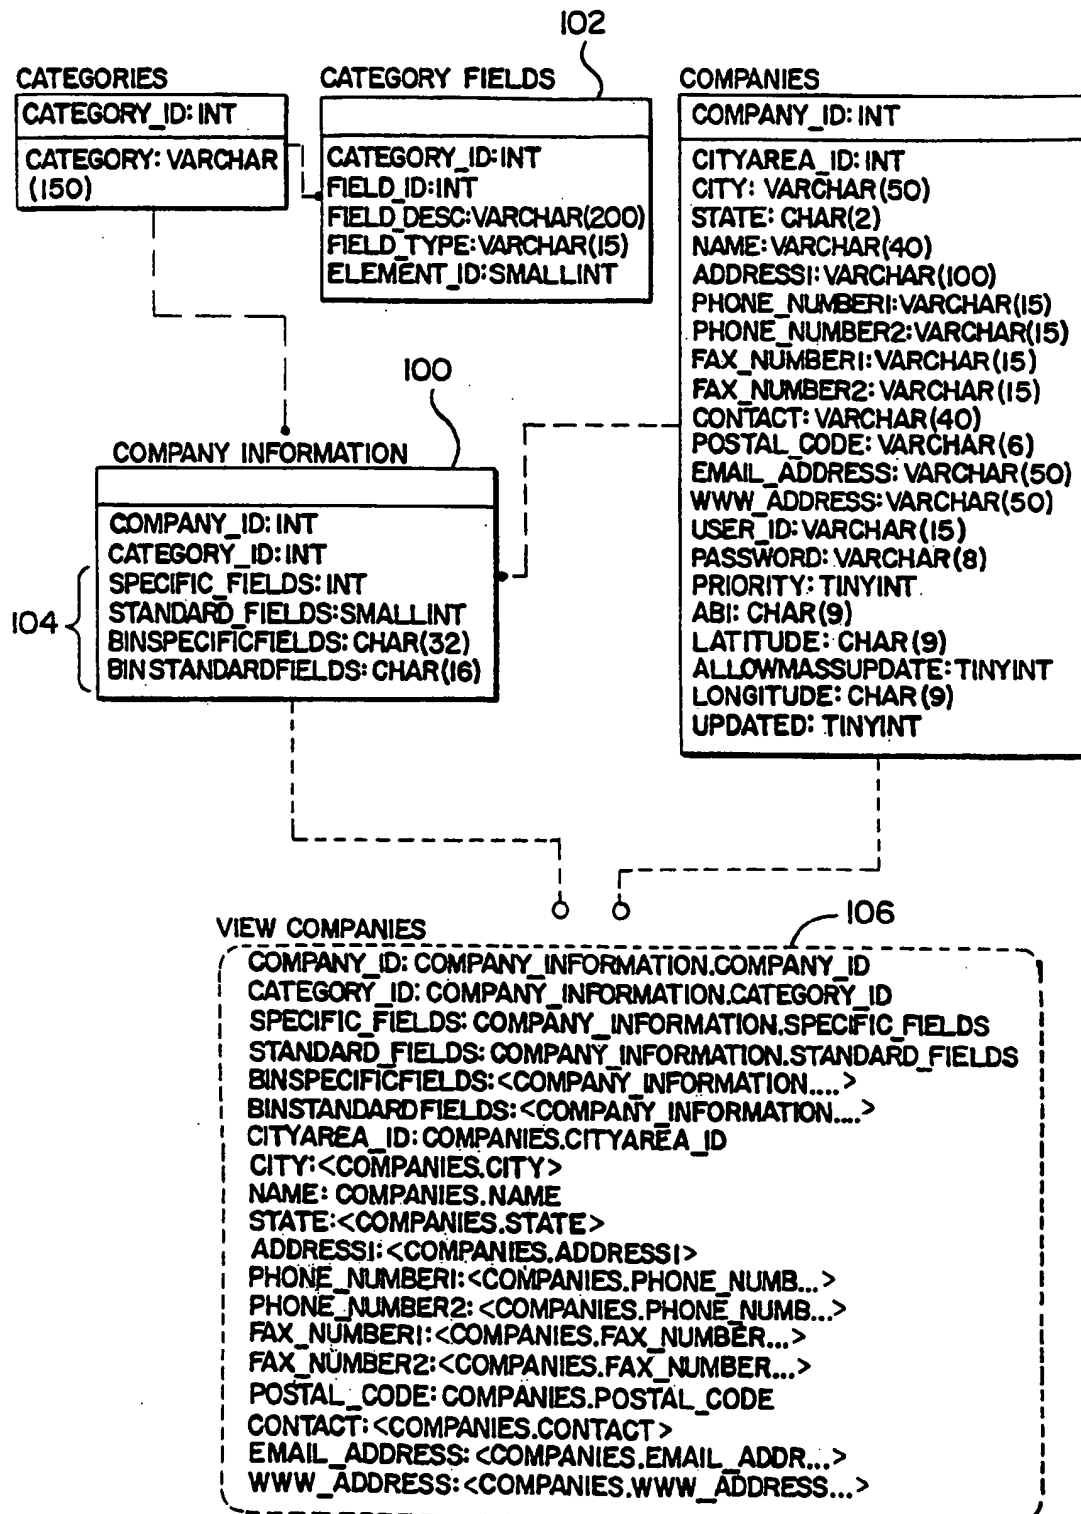 102
CATEGORIES
CATEGORY_ID: INT
CATEGORY: VARCHAR
(150)
CATEGORY FIELDS
CATEGORY_ID:INT
FIELD_ID:INT
FIELD_DESC:VARCHAR(200)
FIELD_TYPE:VARCHAR(15)
ELEMENT_ID:SMALLINT
COMPANIES
COMPANY_ID: INT
CITYAREA_ID: INT
CITY: VARCHAR(50)
STATE: CHAR(2)
NAME:VARCHAR(40)
ADDRESS1:VARCHAR(100)
PHONE_NUMBER1:VARCHAR(15)
PHONE_NUMBER2:VARCHAR(15)
FAX_NUMBER1: VARCHAR(15)
FAX_NUMBER2: VARCHAR(15)
CONTACT: VARCHAR(40)
POSTAL_CODE: VARCHAR(6)
EMAIL_ADDRESS: VARCHAR(50)
WWW_ADDRESS:VARCHAR(50)
USER_ID:VARCHAR(15)
PASSWORD: VARCHAR(8)
PRIORITY: TINYINT
ABI: CHAR(9)
LATITUDE: CHAR(9)
ALLOWMASSUPDATE: TINYINT
LONGITUDE: CHAR(9)
UPDATED: TINYINT
100
COMPANY INFORMATION
COMPANY_ID: INT
CATEGORY_ID: INT
SPECIFIC_FIELDS: INT
STANDARD_FIELDS:SMALLINT
BINSPECIFICFIELDS: CHAR(32)
BINSTANDARDFIELDS: CHAR(16)
104
106
VIEW COMPANIES
COMPANY_ID: COMPANY_INFORMATION.COMPANY_ID
CATEGORY_ID: COMPANY_INFORMATION.CATEGORY_ID
SPECIFIC_FIELDS: COMPANY_INFORMATION.SPECIFIC_FIELDS
STANDARD_FIELDS: COMPANY_INFORMATION.STANDARD_FIELDS
BINSPECIFICFIELDS:<COMPANY_INFORMATION....>
BINSTANDARDFIELDS:<COMPANY_INFORMATION....>
CITYAREA_ID: COMPANIES.CITYAREA_ID
CITY:<COMPANIES.CITY>
NAME: COMPANIES.NAME
STATE:<COMPANIES.STATE>
ADDRESS1:<COMPANIES.ADDRESS1>
PHONE_NUMBER1:<COMPANIES.PHONE_NUMB...>
PHONE_NUMBER2:<COMPANIES.PHONE_NUMB...>
FAX_NUMBER1:<COMPANIES.FAX_NUMBER...>
FAX_NUMBER2:<COMPANIES.FAX_NUMBER...>
POSTAL_CODE: COMPANIES.POSTAL_CODE
CONTACT:<COMPANIES.CONTACT>
EMAIL_ADDRESS:<COMPANIES.EMAIL_ADDR...>
WWW_ADDRESS:<COMPANIES.WWW_ADDRESS...>